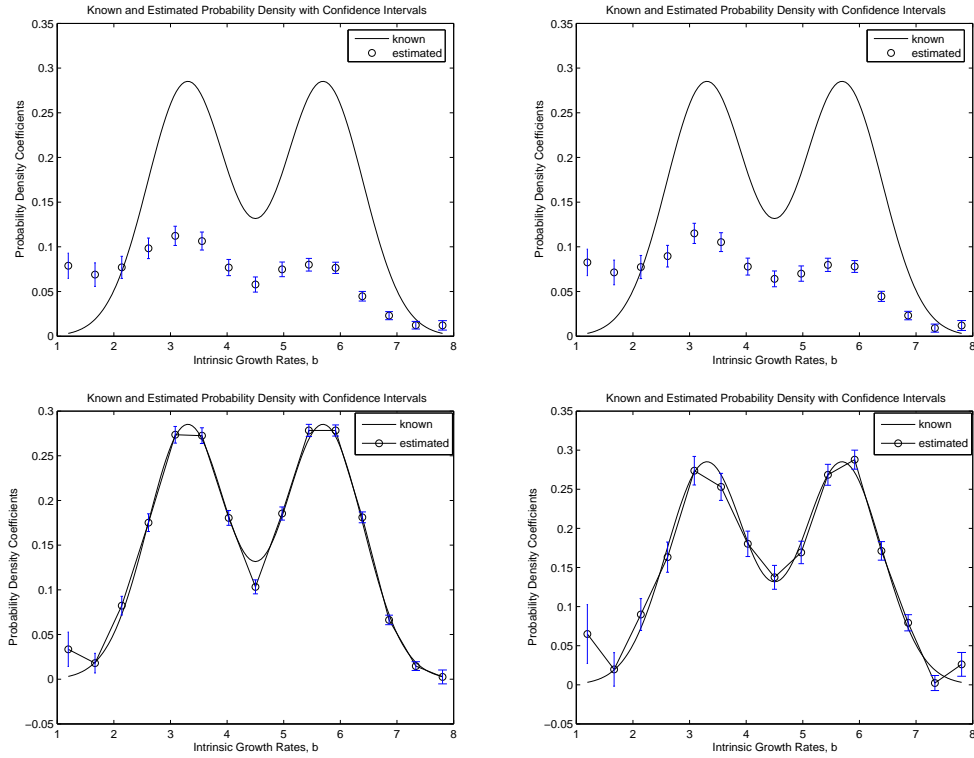 Known and Estimated Probability Density with Confidence Intervals
0.35
0.3
0.25
0.2
0.15
0.1
0.05
0
Probability Density Coefficients
known
estimated
1 2 3 4 5 6 7 8
Intrinsic Growth Rates, b
Known and Estimated Probability Density with Confidence Intervals
0.35
0.3
0.25
0.2
0.15
0.1
0.05
0
Probability Density Coefficients
known
estimated
1 2 3 4 5 6 7 8
Intrinsic Growth Rates, b
Known and Estimated Probability Density with Confidence Intervals
0.3
0.25
0.2
0.15
0.1
0.05
0
−0.05
Probability Density Coefficients
known
estimated
1 2 3 4 5 6 7 8
Intrinsic Growth Rates, b
Known and Estimated Probability Density with Confidence Intervals
0.35
0.3
0.25
0.2
0.15
0.1
0.05
0
−0.05
Probability Density Coefficients
known
estimated
1 2 3 4 5 6 7 8
Intrinsic Growth Rates, b